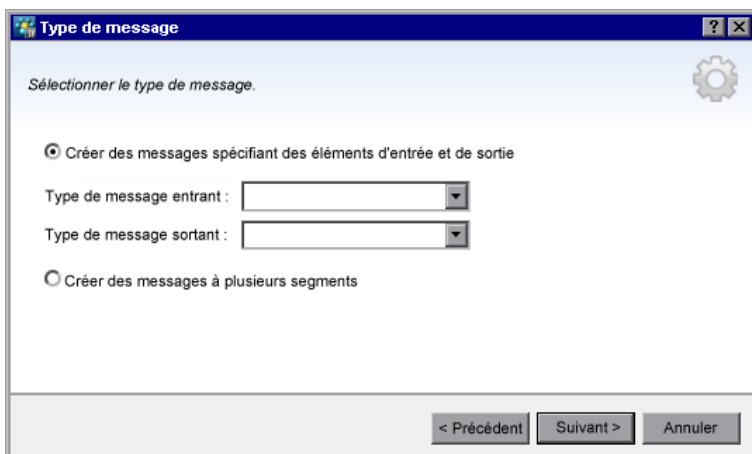 Type de message
Sélectionner le type de message.
Créer des messages spécifiant des éléments d'entrée et de sortie
Type de message entrant :
Type de message sortant :
Créer des messages à plusieurs segments
< Précédent Suivant > Annuler